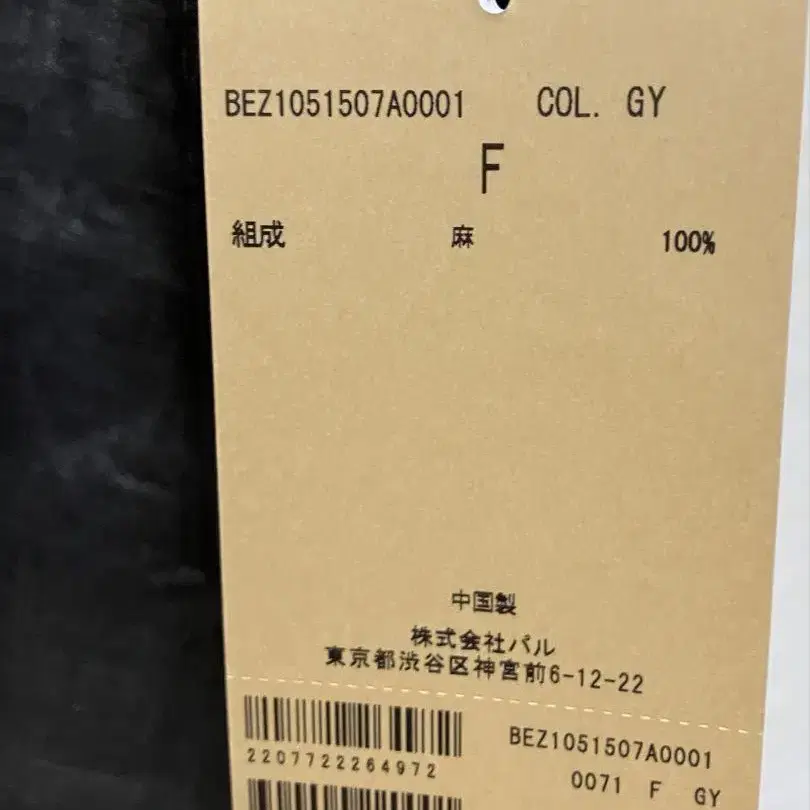 BEZ1051507A0001 COL. GY
F
組成 麻 100%
中国製
株式会社パル
東京都渋谷区神宮前6-12-22
BEZ1051507A0001
2207722264972
0071 F GY